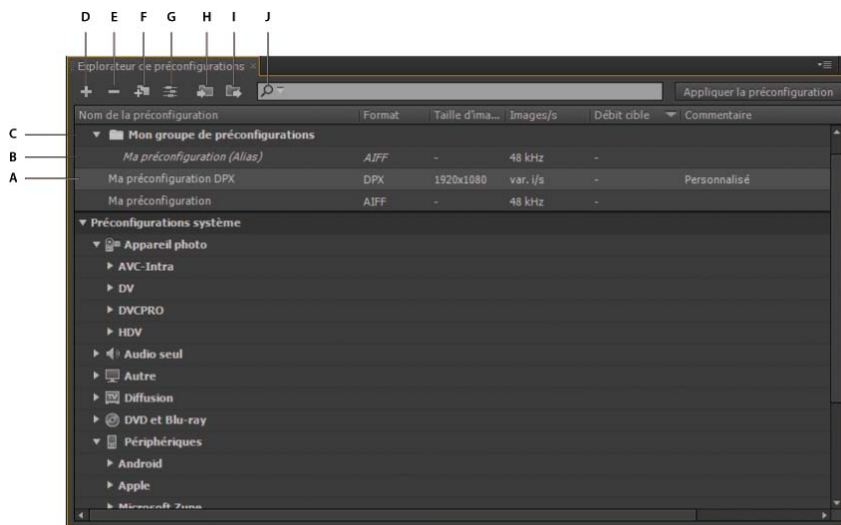 D E F G H I J
Explorateur de préconfigurations ×
Appliquer la préconfiguration
Nom de la préconfiguration Format Taille d'ima... Images/s Débit cible Commentaire
C Mon groupe de préconfigurations
B Ma préconfiguration (Alias) AIFF - 48 kHz -
A Ma préconfiguration DPX DPX 1920x1080 var. i/s - Personnalisé
Ma préconfiguration AIFF - 48 kHz -
Préconfigurations système
Appareil photo
AVC-Intra
DV
DVCPRO
HDV
Audio seul
Autre
TV Diffusion
DVD et Blu-ray
Périphériques
Android
Apple
Microsoft Zune